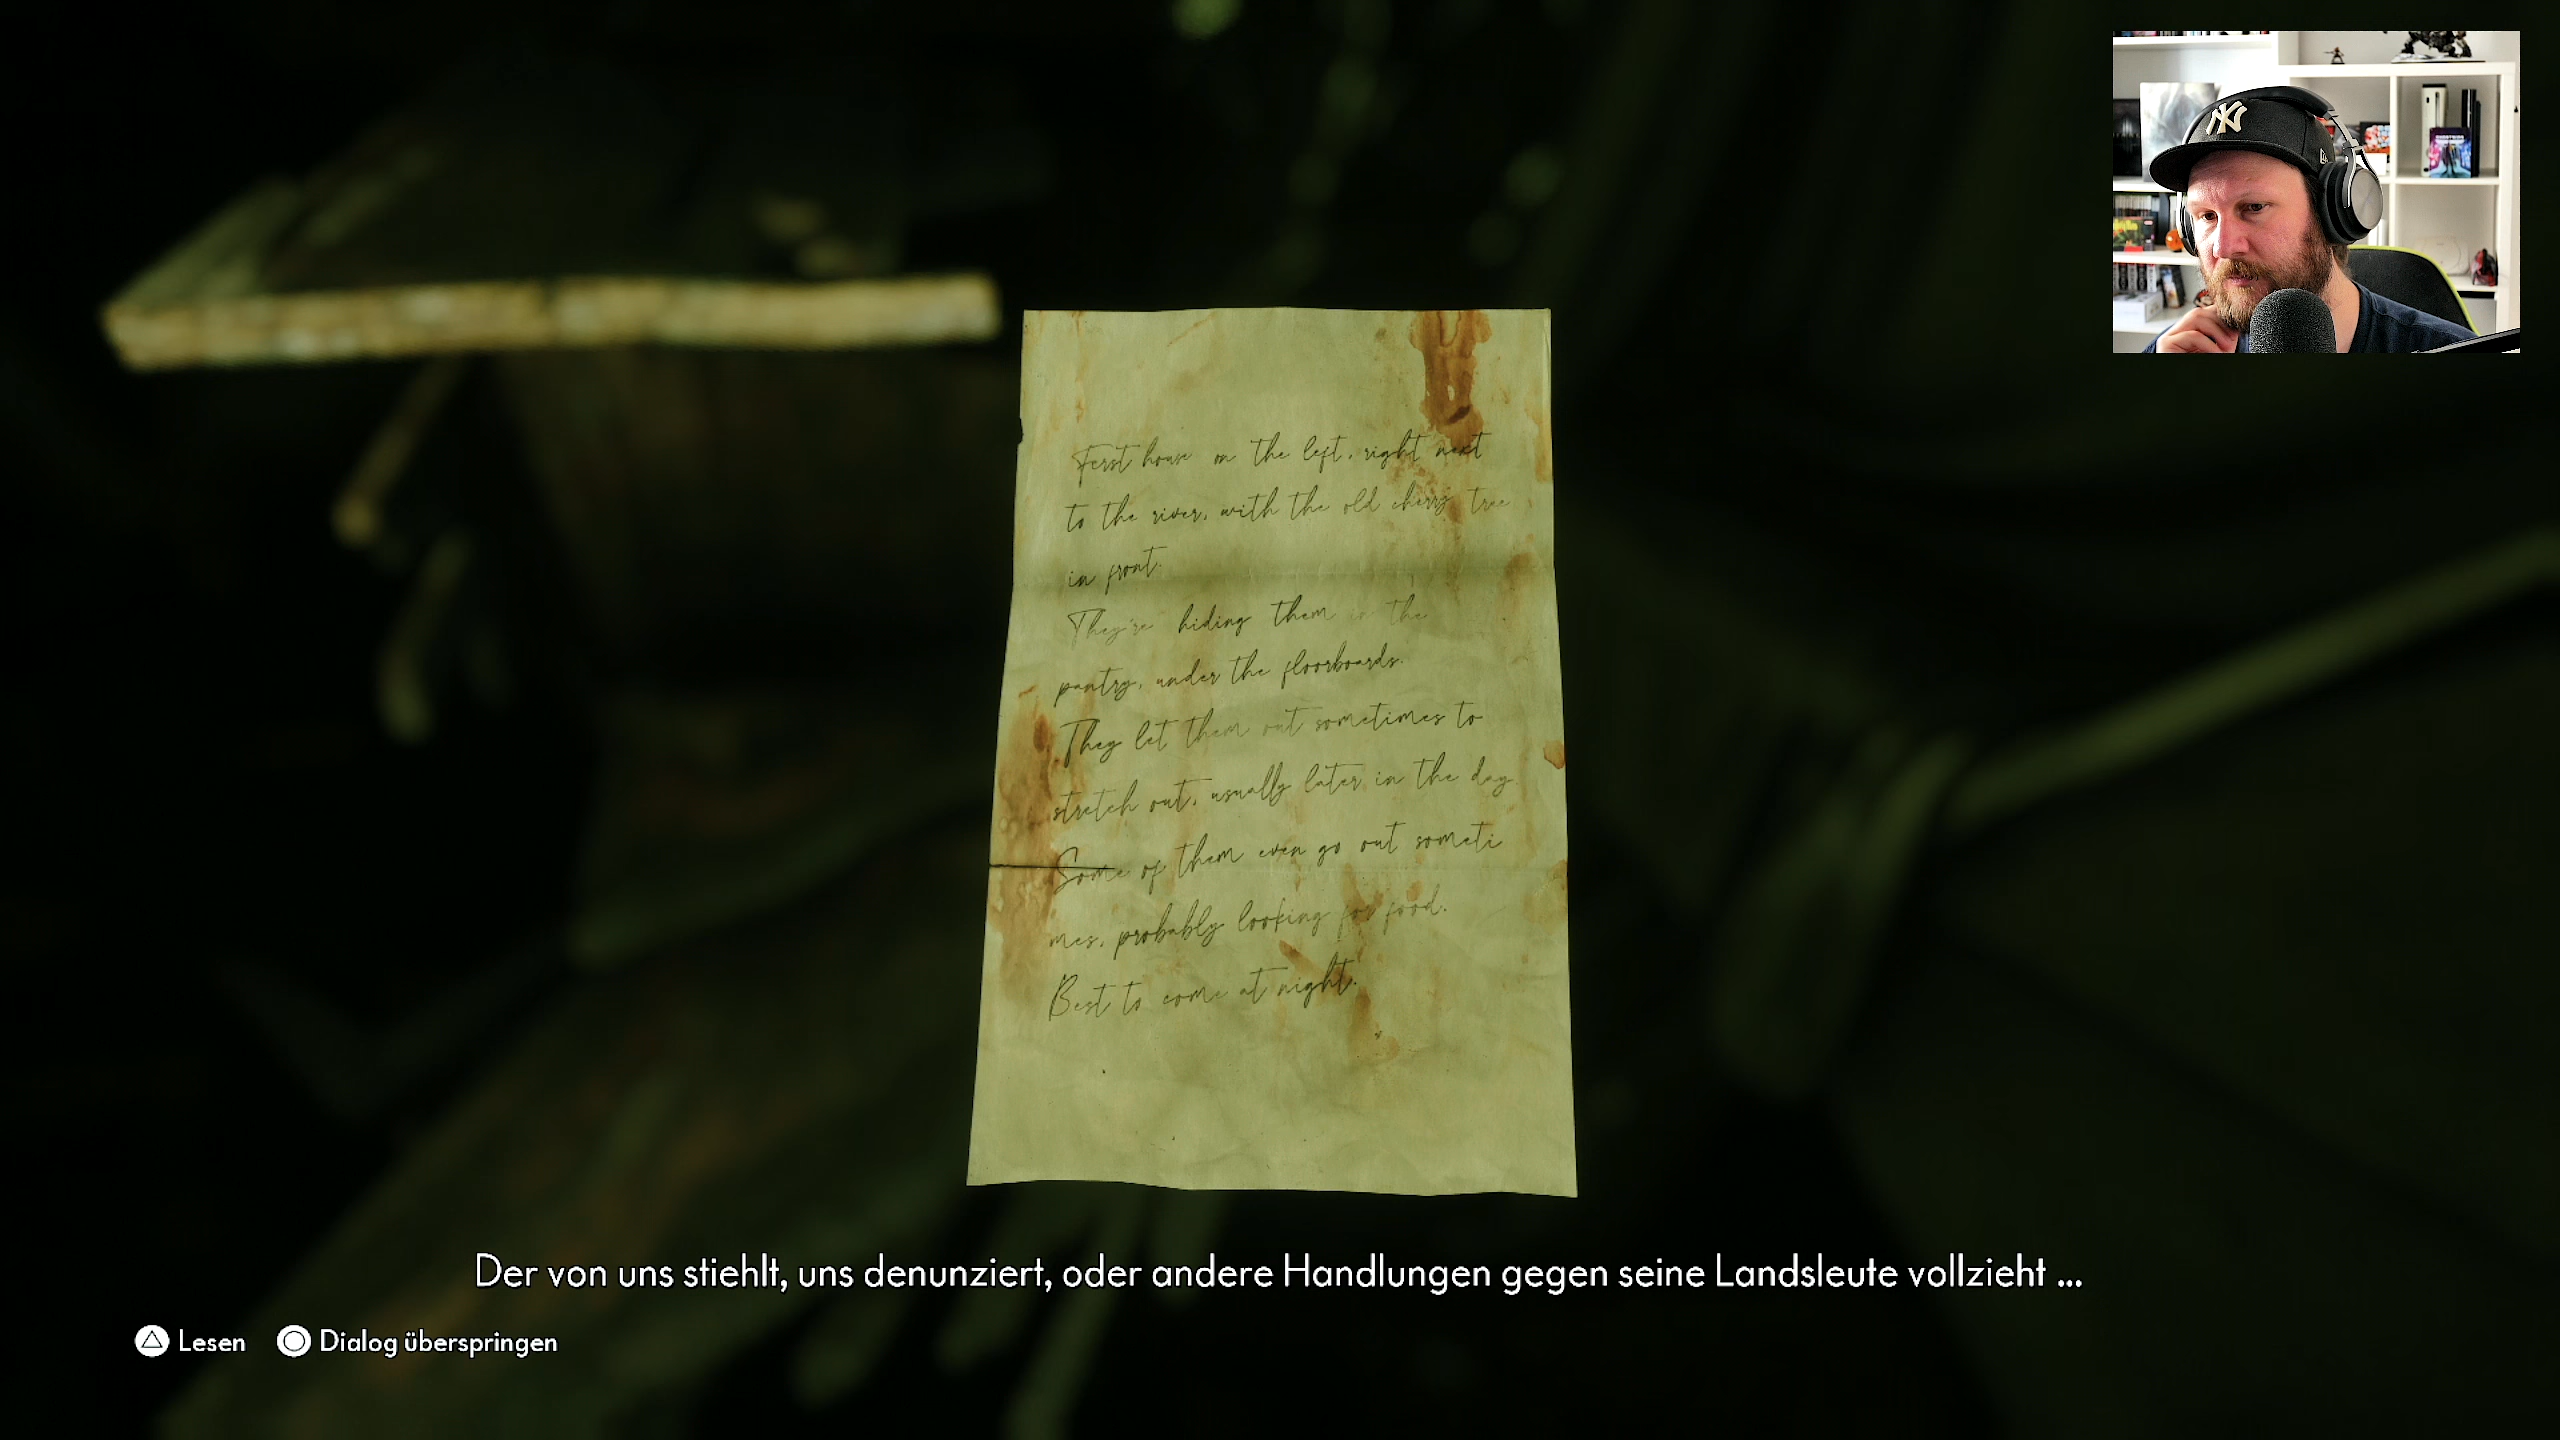 NY
Ferst house on the left, right next
to the river, with the old cherry tree
in front.
They're hiding them in the
pantry, under the floorboards.
They let them out sometimes to
stretch out, usually later in the day
Some of them even go out someti
mes, probably looking for food.
Best to come at night.
Der von uns stiehlt, uns denunziert, oder andere Handlungen gegen seine Landsleute vollzieht ...
Lesen Dialog überspringen